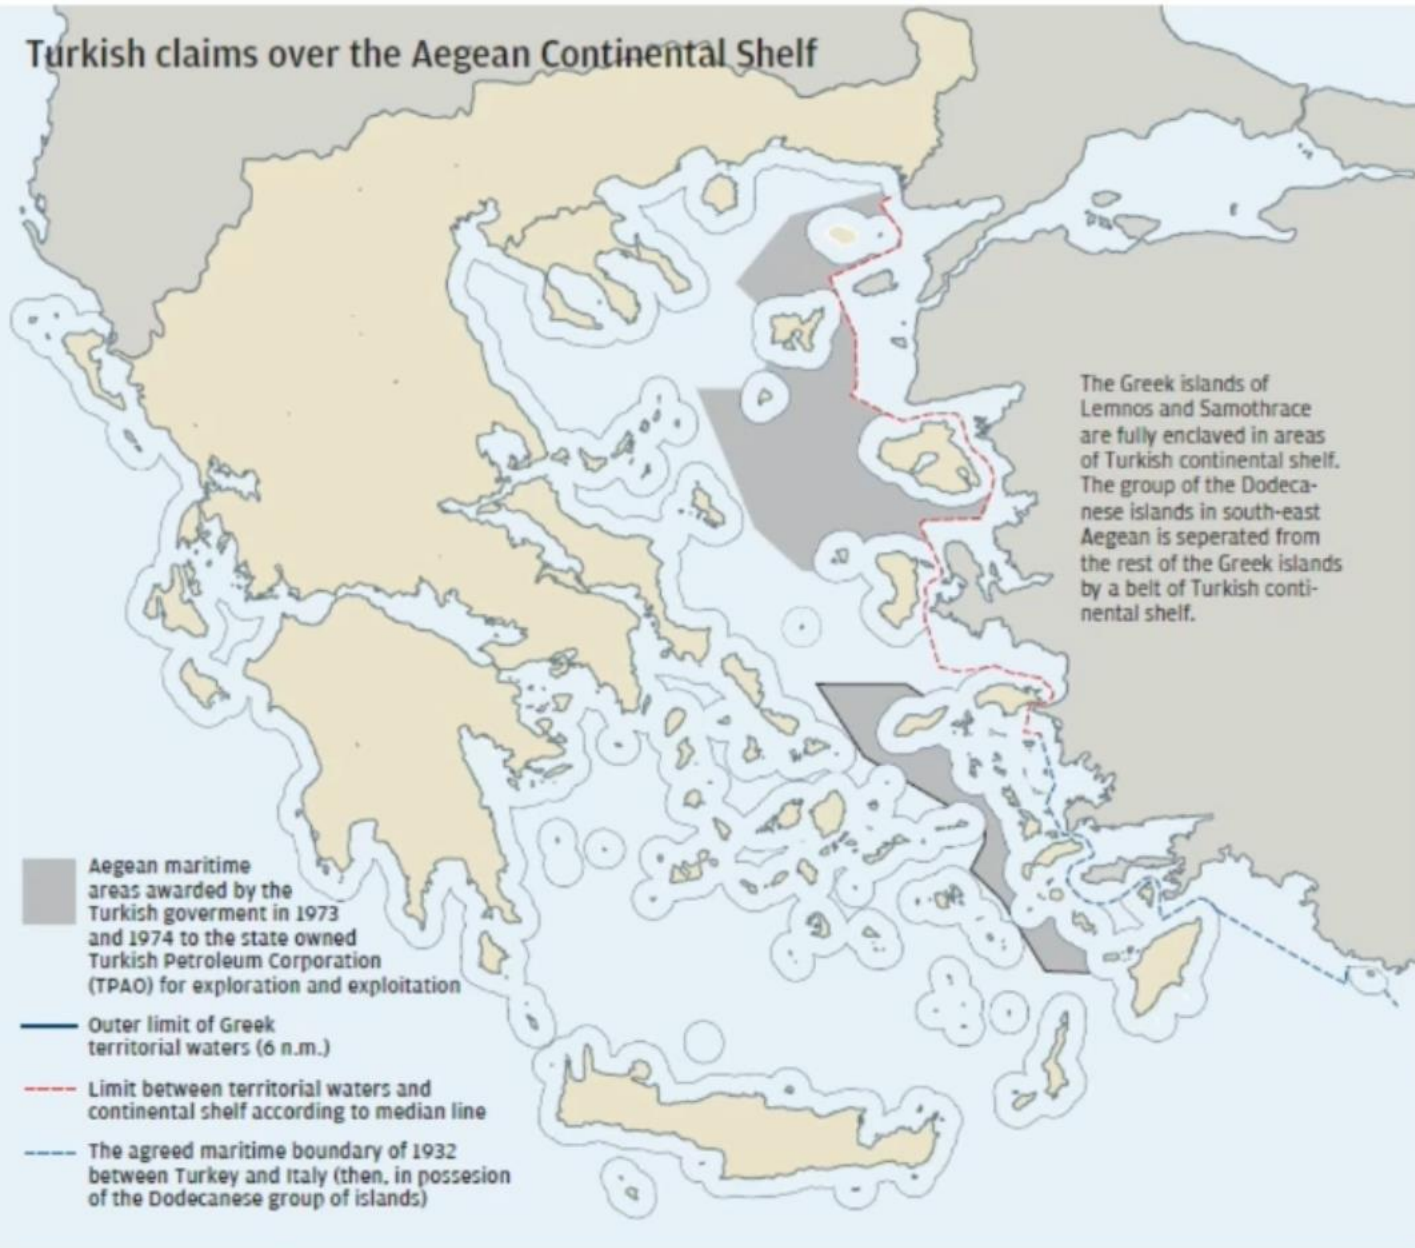 Turkish claims over the Aegean Continental Shelf
The Greek islands of
Lemnos and Samothrace
are fully enclaved in areas
of Turkish continental shelf.
The group of the Dodeca-
nese islands in south-east
Aegean is seperated from
the rest of the Greek islands
by a belt of Turkish conti-
nental shelf.
Aegean maritime
areas awarded by the
Turkish goverment in 1973
and 1974 to the state owned
Turkish Petroleum Corporation
(TPAO) for exploration and exploitation
Outer limit of Greek
territorial waters (6 n.m.)
Limit between territorial waters and
continental shelf according to median line
The agreed maritime boundary of 1932
between Turkey and Italy (then, in possesion
of the Dodecanese group of islands)